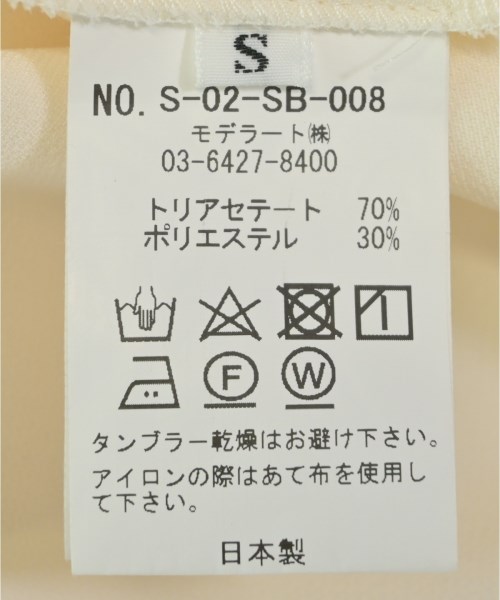 S
NO. S-02-SB-008
モデラート㈱
03-6427-8400
トリアセテート 70%
ポリエステル 30%
F W
タンブラー乾燥はお避け下さい。
アイロンの際はあて布を使用し
て下さい。
日本製